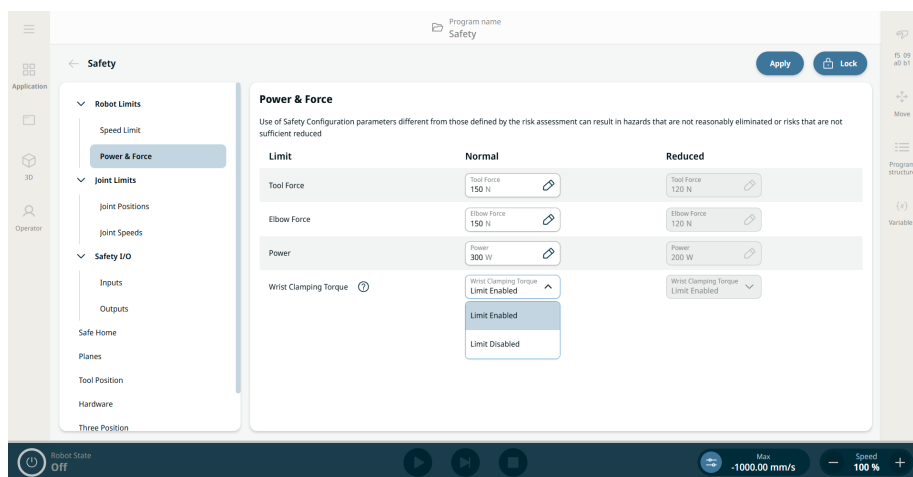 Program name
Safety
Safety
Apply
Lock
f5 09
a0 b1
Application
3D
Operator
Move
Program
structure
Variable
Robot Limits
Speed Limit
Power & Force
Joint Limits
Joint Positions
Joint Speeds
Safety I/O
Inputs
Outputs
Safe Home
Planes
Tool Position
Hardware
Three Position
Power & Force
Use of Safety Configuration parameters different from those defined by the risk assessment can result in hazards that are not reasonably eliminated or risks that are not
sufficient reduced
Limit Normal Reduced
Tool Force
Tool Force
150 N
Tool Force
120 N
Elbow Force
Elbow Force
150 N
Elbow Force
120 N
Power
Power
300 W
Power
200 W
Wrist Clamping Torque ?
Wrist Clamping Torque
Limit Enabled
Wrist Clamping Torque
Limit Enabled
Limit Enabled
Limit Disabled
Robot State
Off
Max
-1000.00 mm/s
Speed
100 %